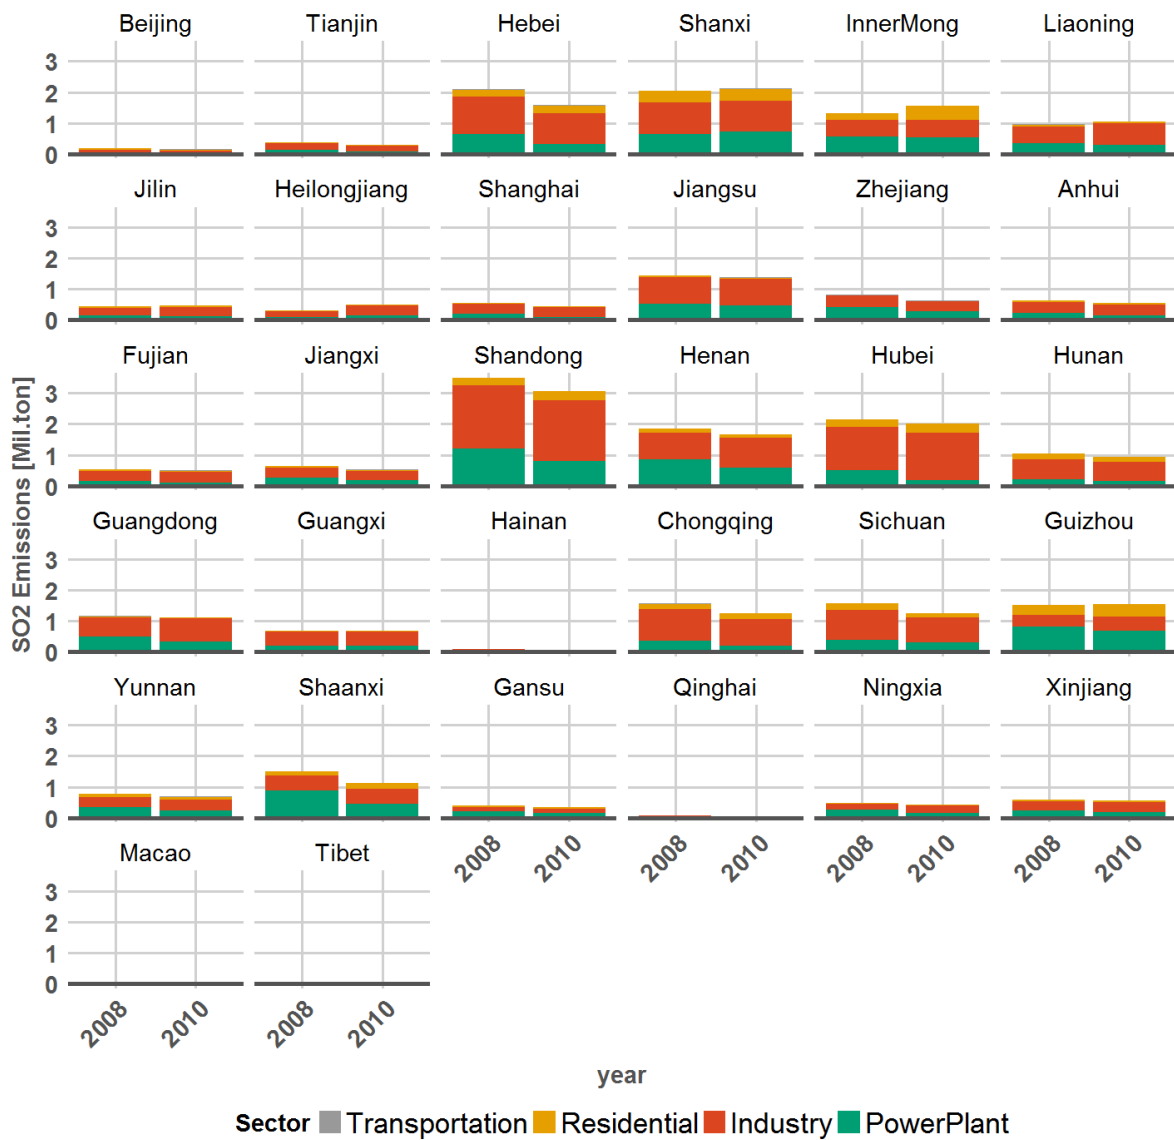 Beijing Tianjin Hebei Shanxi InnerMong Liaoning
3
2
1
0
Jilin Heilongjiang Shanghai Jiangsu Zhejiang Anhui
3
2
1
0
Fujian Jiangxi Shandong Henan Hubei Hunan
3
2
1
0
SO2 Emissions [Mil.ton]
Guangdong Guangxi Hainan Chongqing Sichuan Guizhou
3
2
1
0
Yunnan Shaanxi Gansu Qinghai Ningxia Xinjiang
3
2
1
0
2008 2010 2008 2010 2008 2010 2008 2010
Macao Tibet
3
2
1
0
2008 2010 2008 2010
year
Sector Transportation Residential Industry PowerPlant